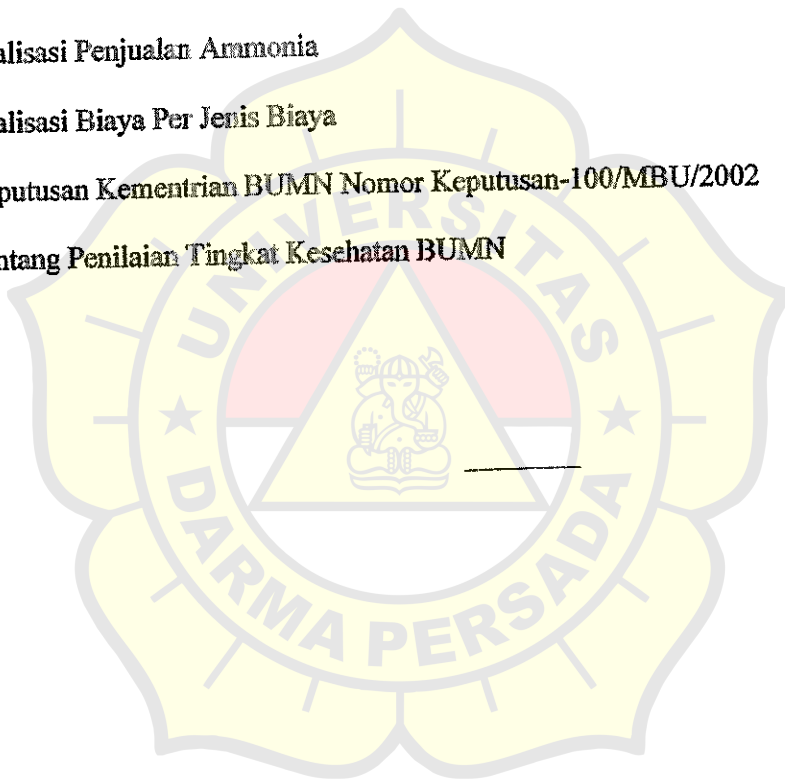 alisasi Penjualan Ammonia
alisasi Biaya Per Jenis Biaya
putusan Kementrian BUMN Nomor Keputusan-100/MBU/2002
ntang Penilaian Tingkat Kesehatan BUMN
UNIVERSITAS
DARMA PERSADA